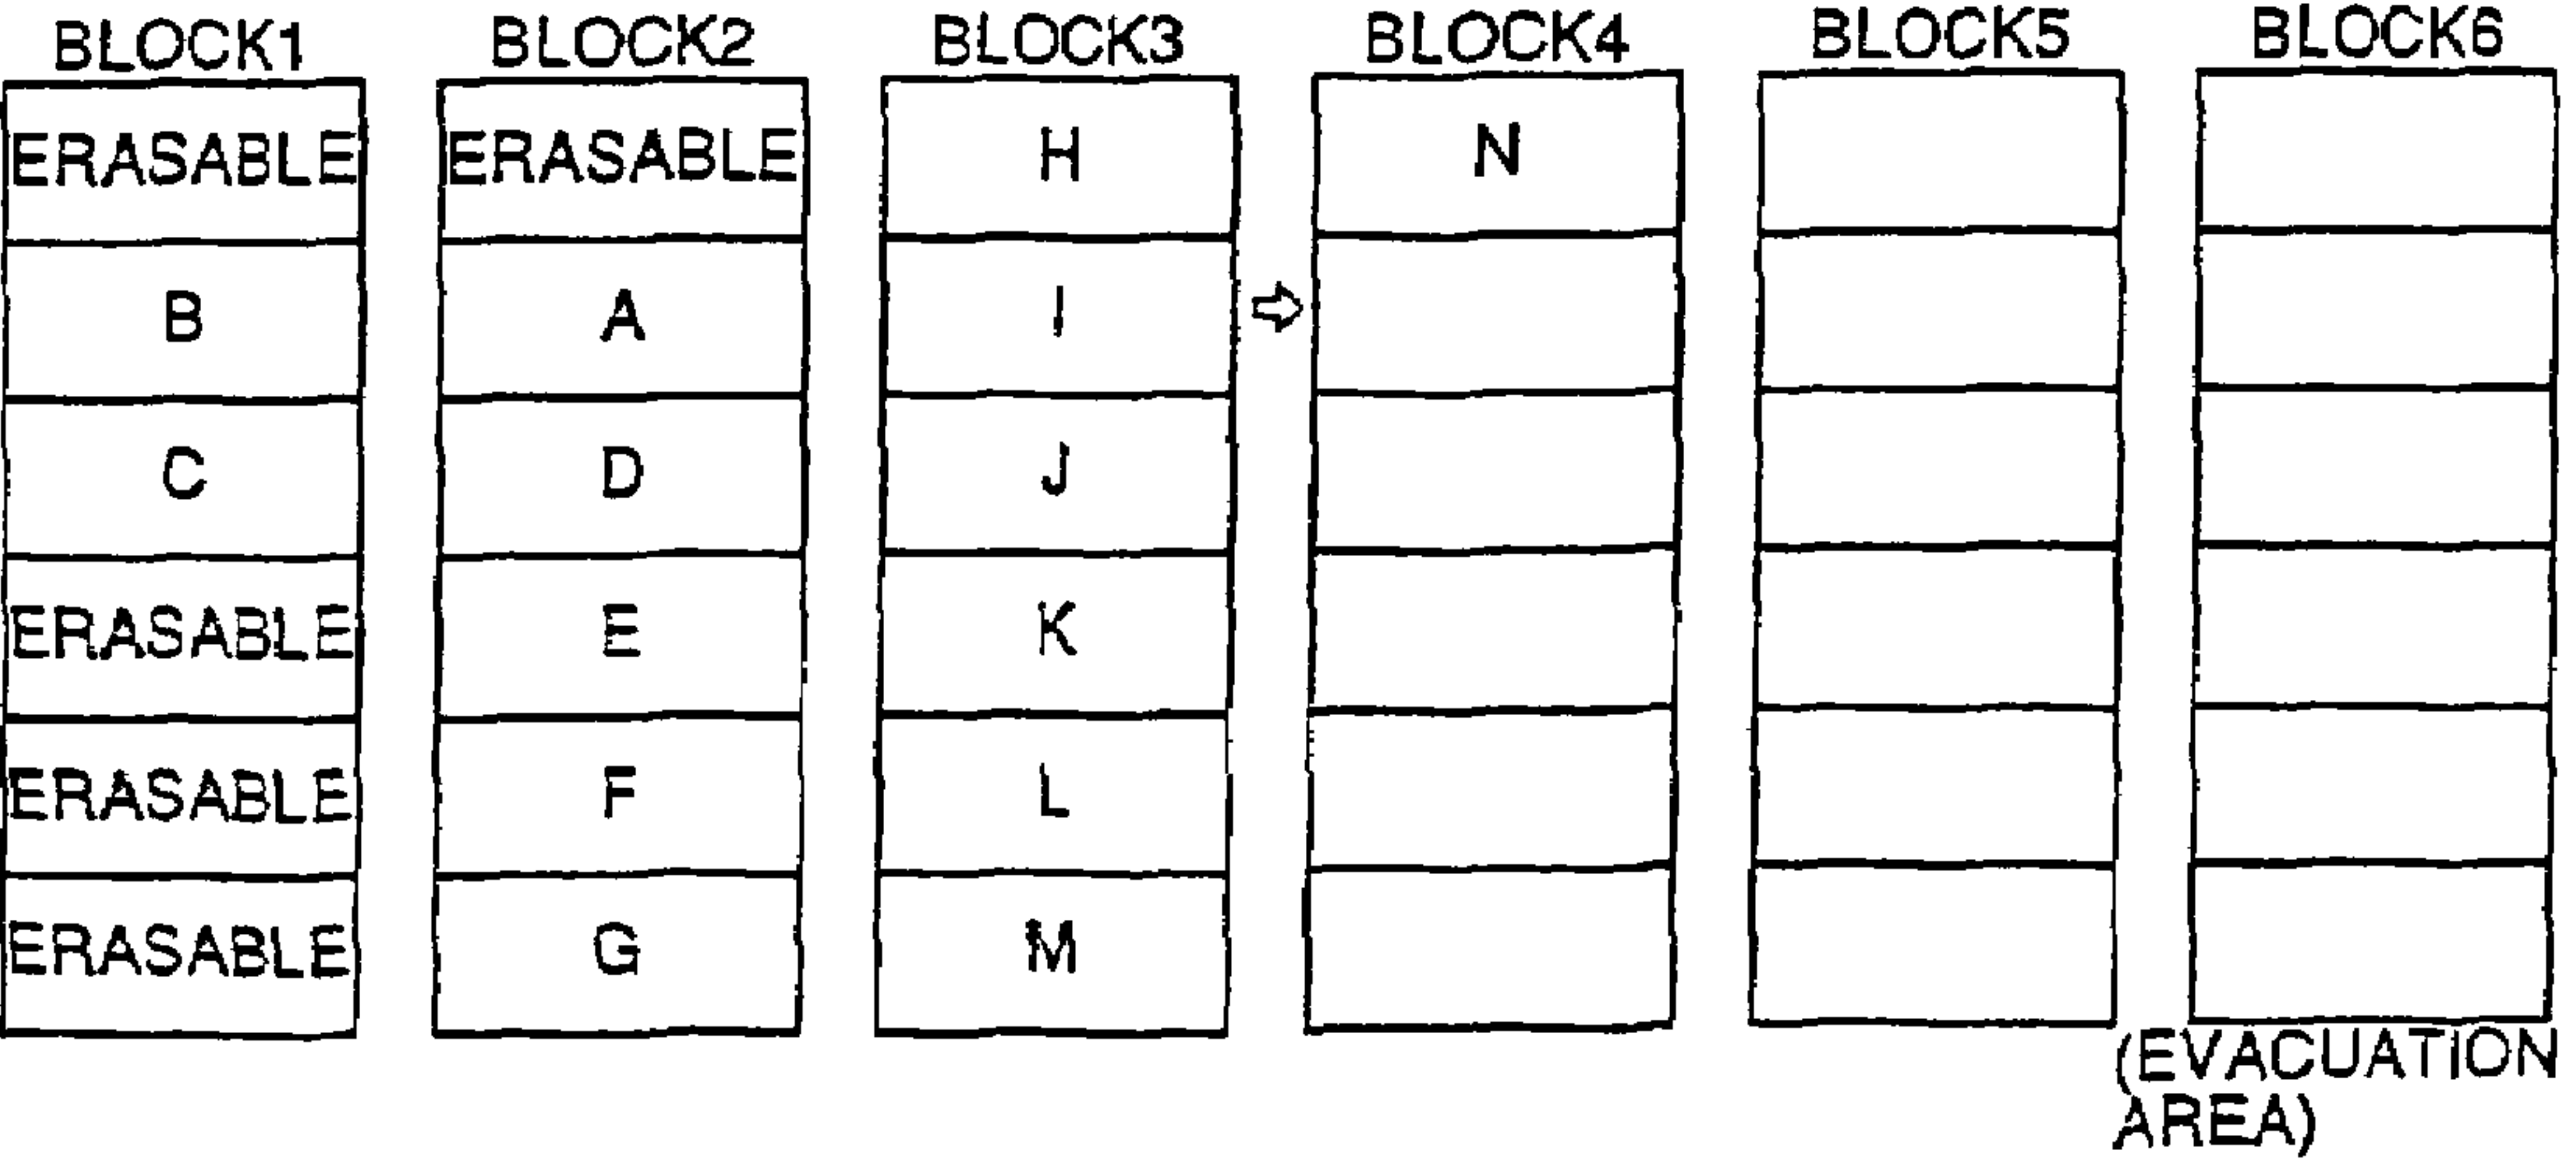 BLOCK1 BLOCK2 BLOCK3 BLOCK4 BLOCK5 BLOCK6
ERASABLE ERASABLE H N
B A I
C D J
ERASABLE E K
ERASABLE F L
ERASABLE G M
(EVACUATION
AREA)